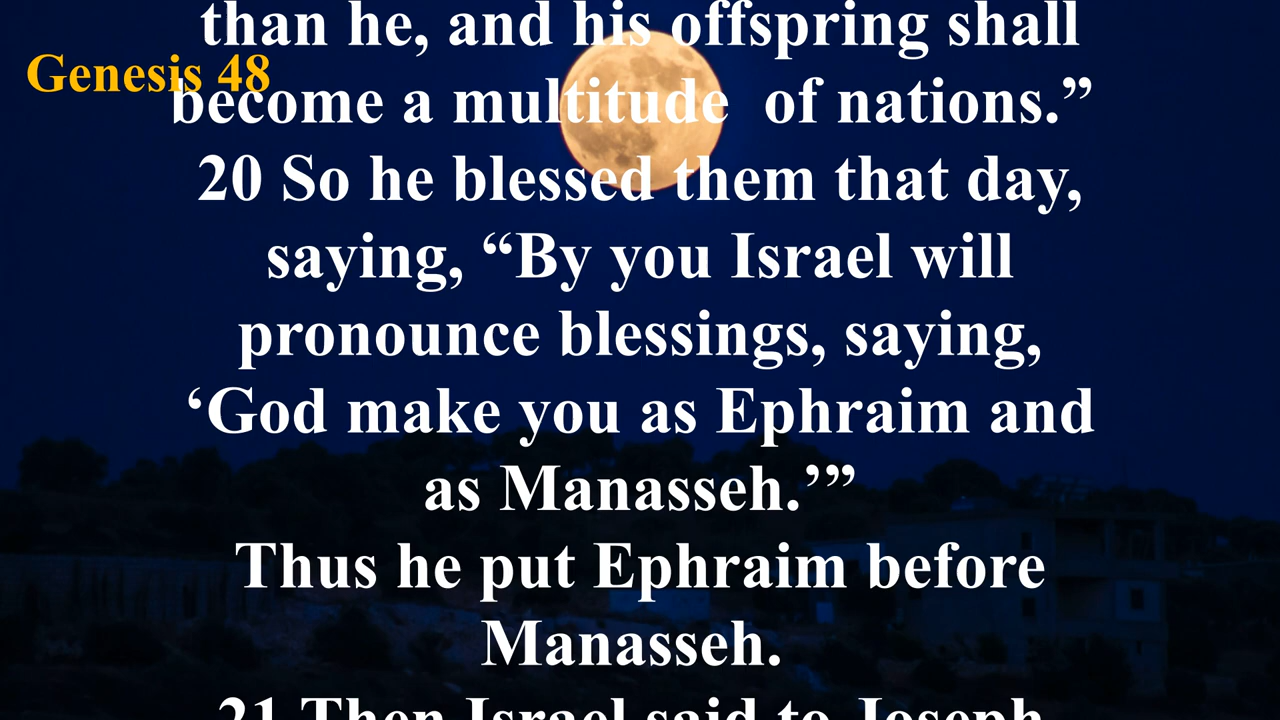 than he, and his offspring shall
Genesis 48
become a multitude  of nations.”
20 So he blessed them that day,
saying, “By you Israel will
pronounce blessings, saying,
‘God make you as Ephraim and
as Manasseh.’”
Thus he put Ephraim before
Manasseh.
21 Then Israel said to Joseph,